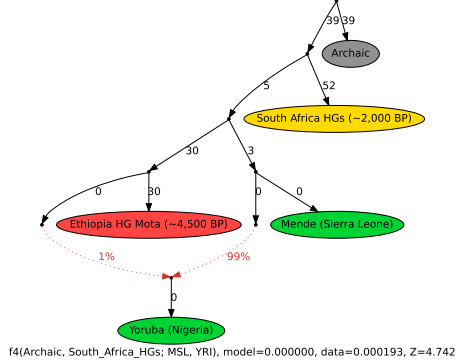 39 39
Archaic
5 52
South Africa HGs (~2,000 BP)
30 3
0 30 0 0
Ethiopia HG Mota (~4,500 BP) Mende (Sierra Leone)
1% 99%
0
Yoruba (Nigeria)
f4(Archaic, South_Africa_HGs; MSL, YRI), model=0.000000, data=0.000193, Z=4.742